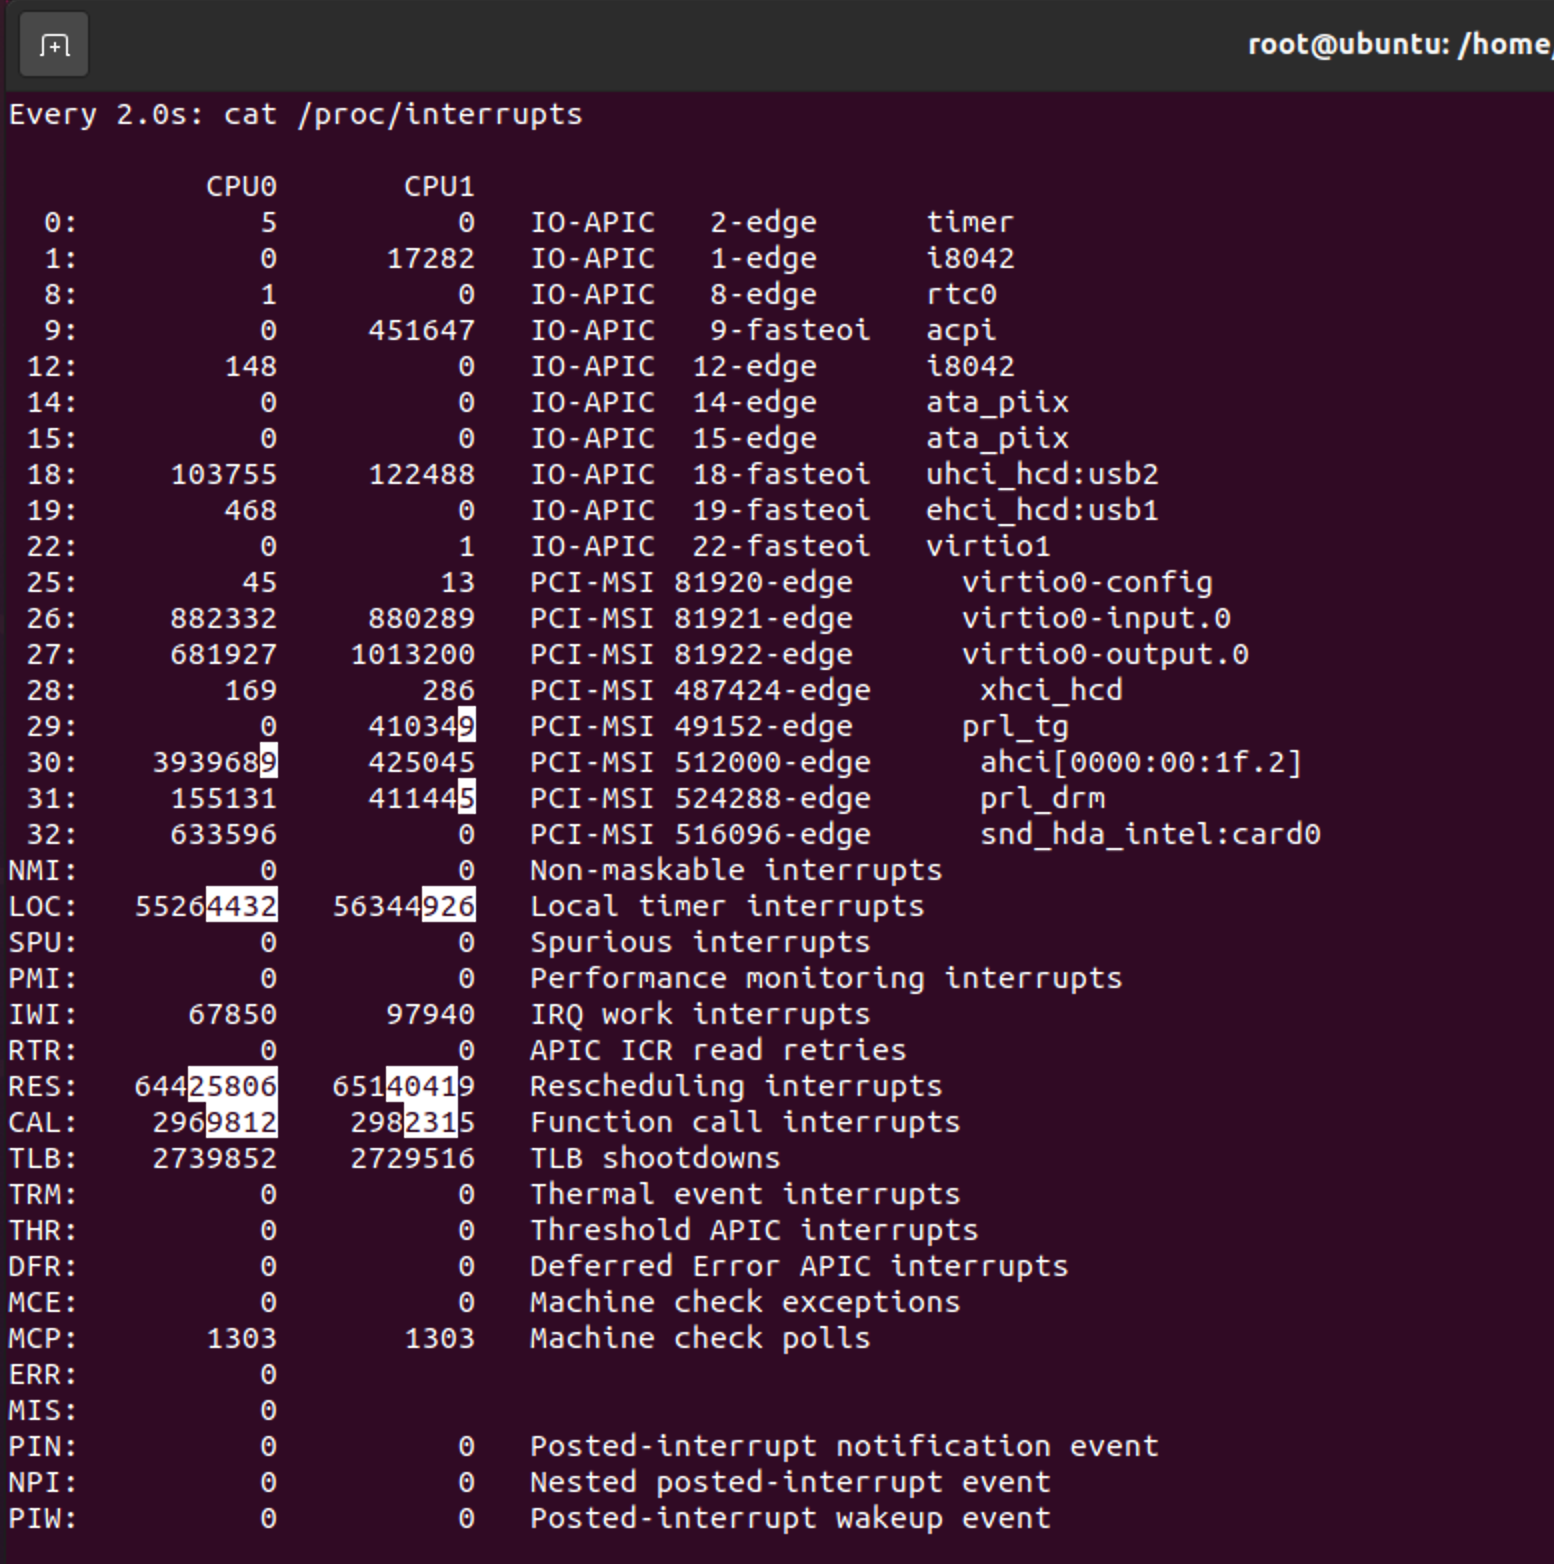 root@ubuntu: /home/
Every 2.0s: cat /proc/interrupts
CPU0 CPU1
0: 5 0 IO-APIC 2-edge timer
1: 0 17282 IO-APIC 1-edge i8042
8: 1 0 IO-APIC 8-edge rtc0
9: 0 451647 IO-APIC 9-fasteoi acpi
12: 148 0 IO-APIC 12-edge i8042
14: 0 0 IO-APIC 14-edge ata_piix
15: 0 0 IO-APIC 15-edge ata_piix
18: 103755 122488 IO-APIC 18-fasteoi uhci_hcd:usb2
19: 468 0 IO-APIC 19-fasteoi ehci_hcd:usb1
22: 0 1 IO-APIC 22-fasteoi virtio1
25: 45 13 PCI-MSI 81920-edge virtio0-config
26: 882332 880289 PCI-MSI 81921-edge virtio0-input.0
27: 681927 1013200 PCI-MSI 81922-edge virtio0-output.0
28: 169 286 PCI-MSI 487424-edge xhci_hcd
29: 0 410349 PCI-MSI 49152-edge prl_tg
30: 3939689 425045 PCI-MSI 512000-edge ahci[0000:00:1f.2]
31: 155131 411445 PCI-MSI 524288-edge prl_drm
32: 633596 0 PCI-MSI 516096-edge snd_hda_intel:card0
NMI: 0 0 Non-maskable interrupts
LOC: 55264432 56344926 Local timer interrupts
SPU: 0 0 Spurious interrupts
PMI: 0 0 Performance monitoring interrupts
IWI: 67850 97940 IRQ work interrupts
RTR: 0 0 APIC ICR read retries
RES: 64425806 65140419 Rescheduling interrupts
CAL: 2969812 2982315 Function call interrupts
TLB: 2739852 2729516 TLB shootdowns
TRM: 0 0 Thermal event interrupts
THR: 0 0 Threshold APIC interrupts
DFR: 0 0 Deferred Error APIC interrupts
MCE: 0 0 Machine check exceptions
MCP: 1303 1303 Machine check polls
ERR: 0
MIS: 0
PIN: 0 0 Posted-interrupt notification event
NPI: 0 0 Nested posted-interrupt event
PIW: 0 0 Posted-interrupt wakeup event